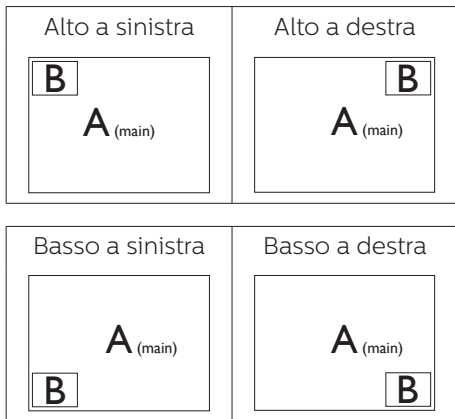 Alto a sinistra
Alto a destra
B
A (main)
B
A (main)
Basso a sinistra
Basso a destra
A (main)
B
A (main)
B